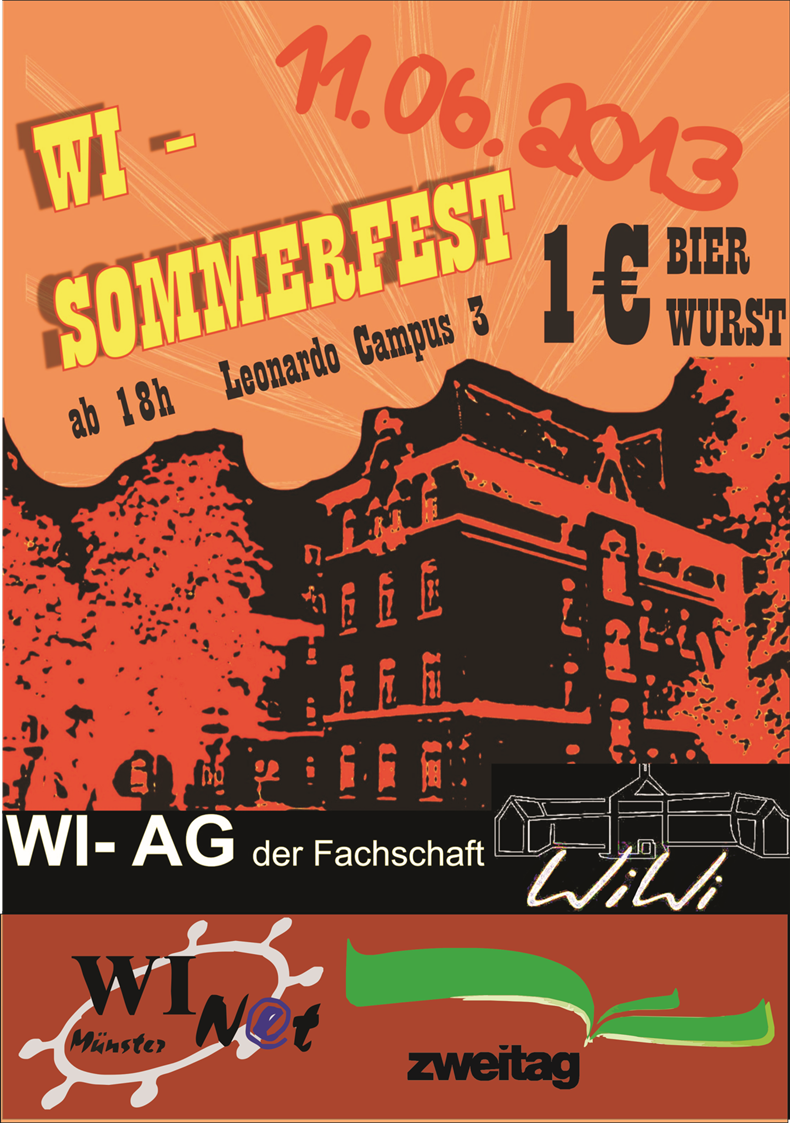 11.06.2013
WI -
SOMMERFEST
ab 18h Leonardo Campus 3
1 € BIER
WURST
WI- AG der Fachschaft
WiWi
WI
Münster N@t
zweitag